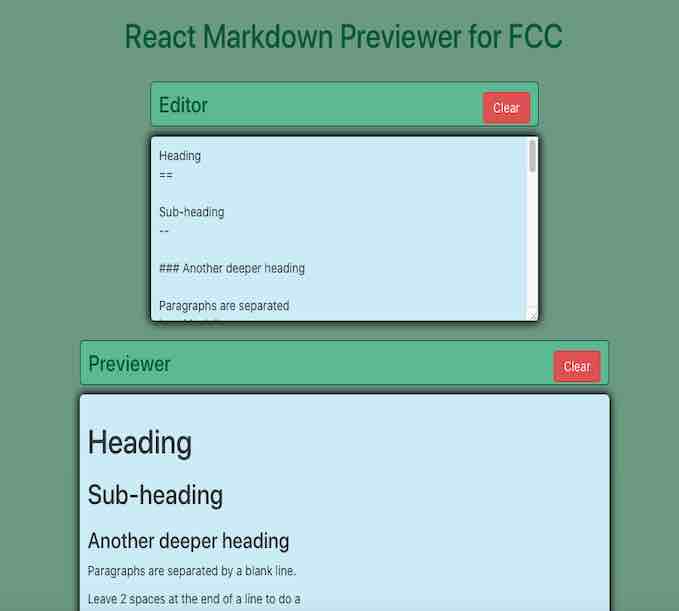 React Markdown Previewer for FCC
Editor
Clear
Heading
==
Sub-heading
--
### Another deeper heading
Paragraphs are separated
Previewer
Clear
Heading
Sub-heading
Another deeper heading
Paragraphs are separated by a blank line.
Leave 2 spaces at the end of a line to do a